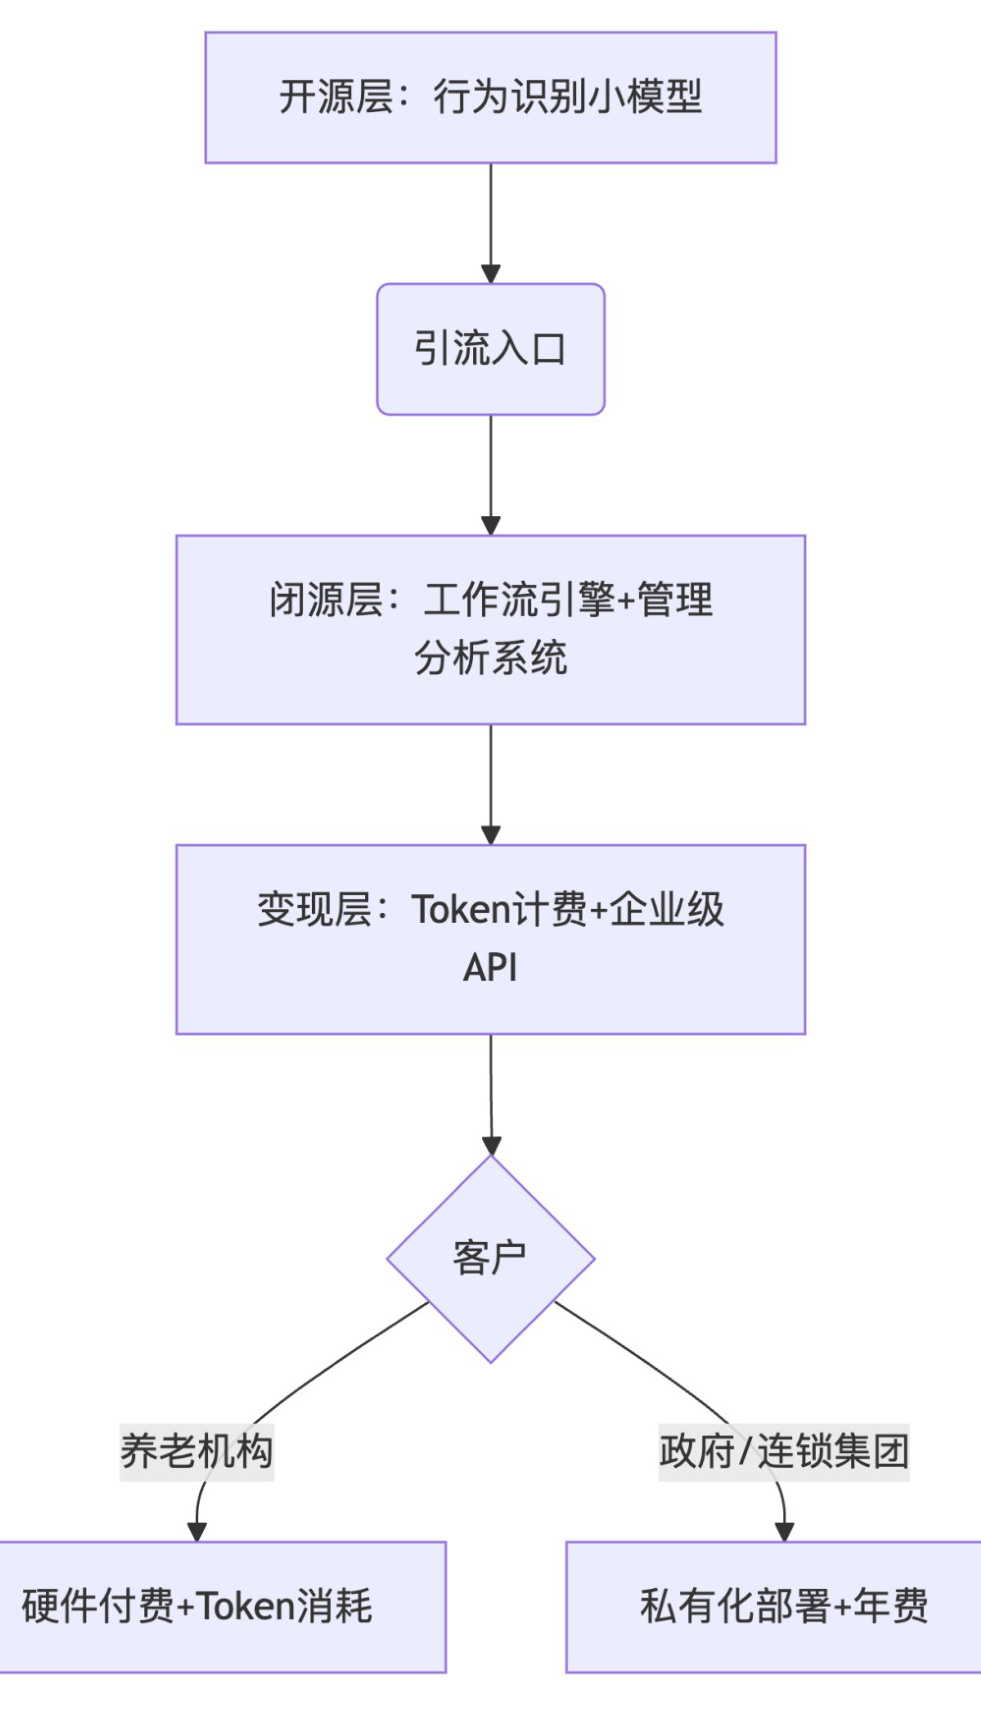 开源层：行为识别小模型
引流入口
闭源层：工作流引擎+管理
分析系统
变现层：Token计费+企业级
API
客户
养老机构
政府/连锁集团
硬件付费+Token消耗
私有化部署+年费